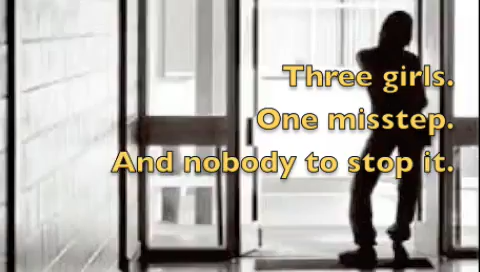 Three girls.
One misstep.
And nobody to stop it.